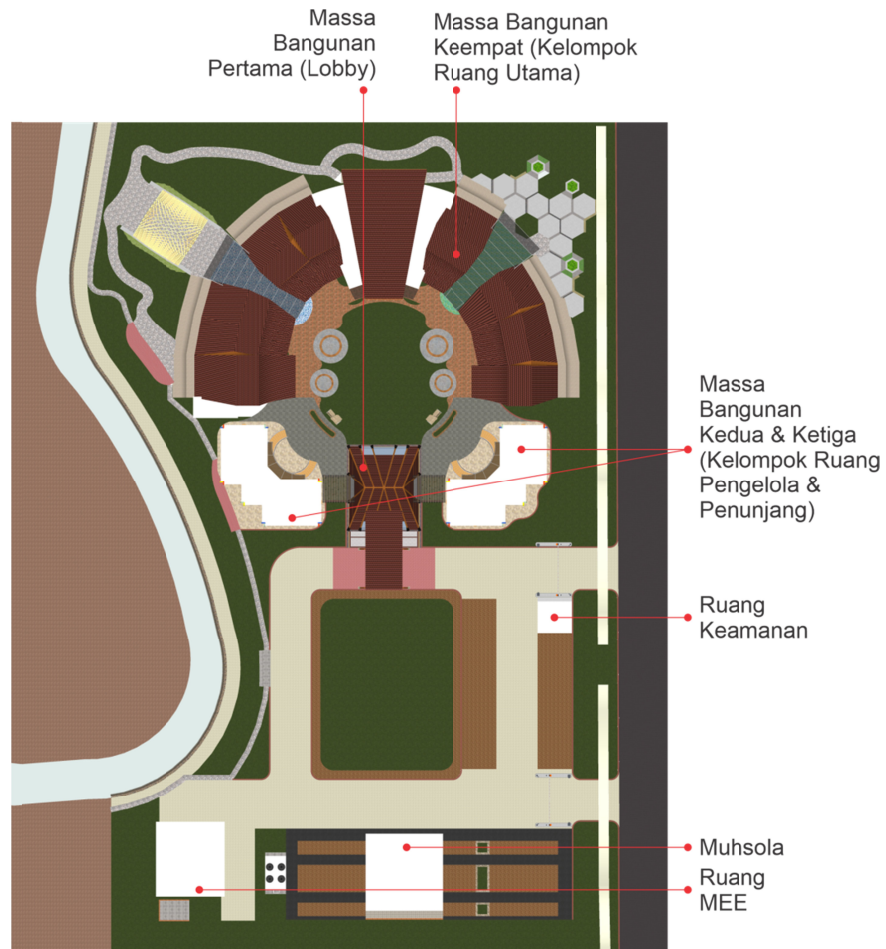 Massa
Bangunan
Pertama (Lobby)
Massa Bangunan
Keempat (Kelompok
Ruang Utama)
Massa
Bangunan
Kedua & Ketiga
(Kelompok Ruang
Pengelola &
Penunjang)
Ruang
Keamanan
Muhsola
Ruang
MEE